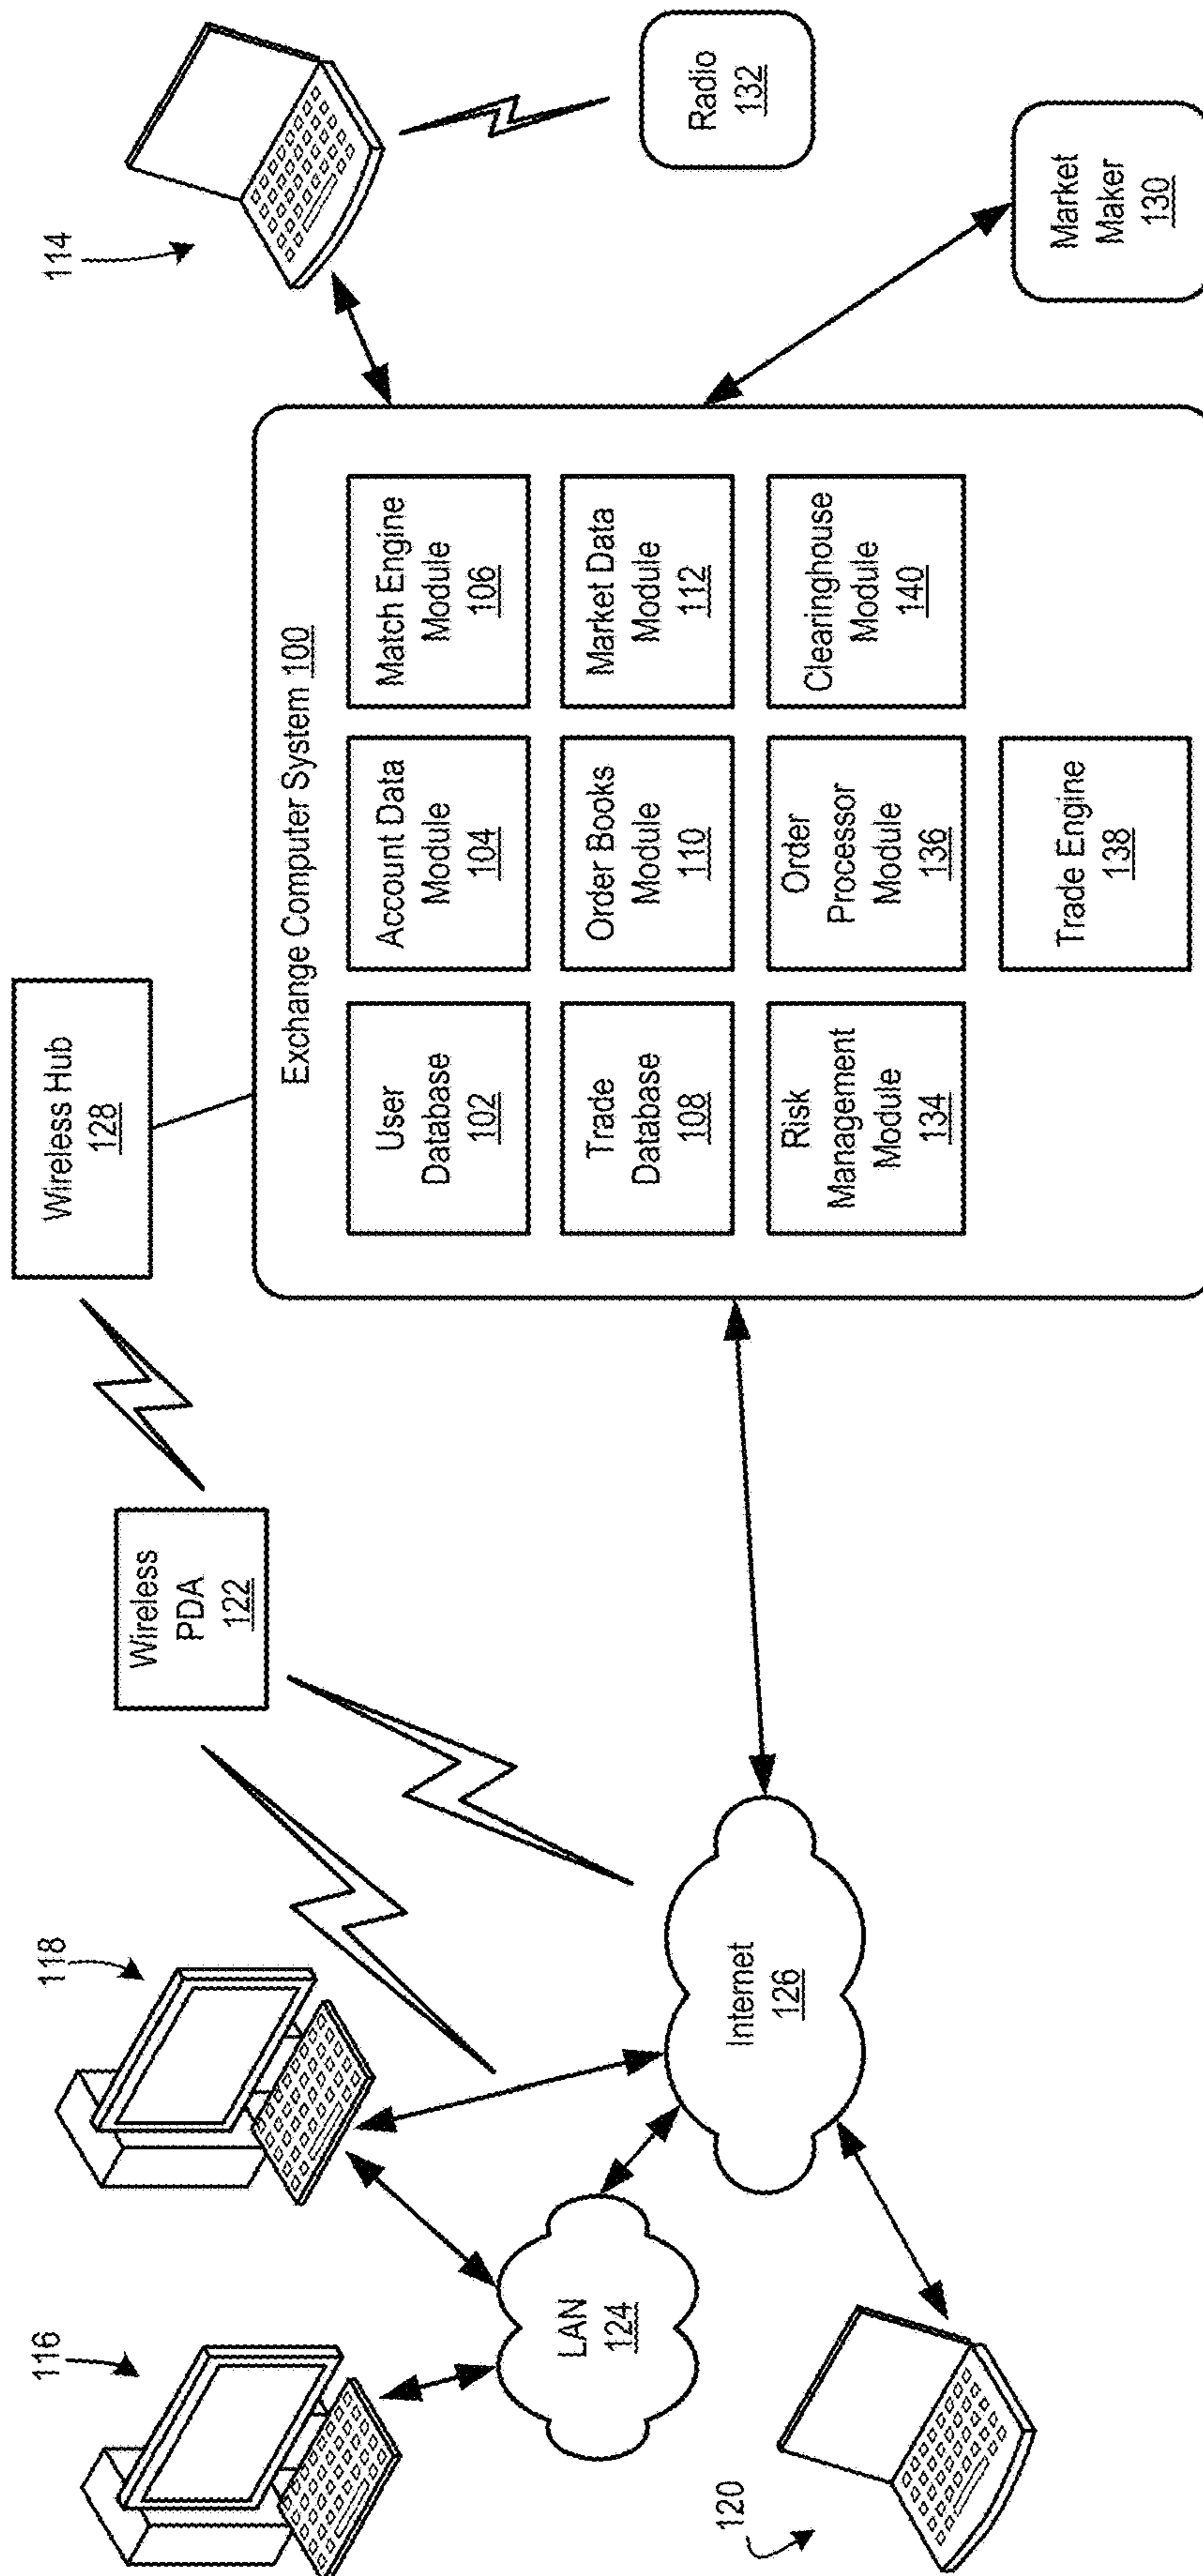 114
Radio
132
Market
Maker
130
Wireless Hub
128
Exchange Computer System 100
User
Database
102
Account Data
Module
104
Match Engine
Module
106
Trade
Database
108
Order Books
Module
110
Market Data
Module
112
Risk
Management
Module
134
Order
Processor
Module
136
Clearinghouse
Module
140
Trade Engine
138
Wireless
PDA
122
118
116
Internet
126
LAN
124
120